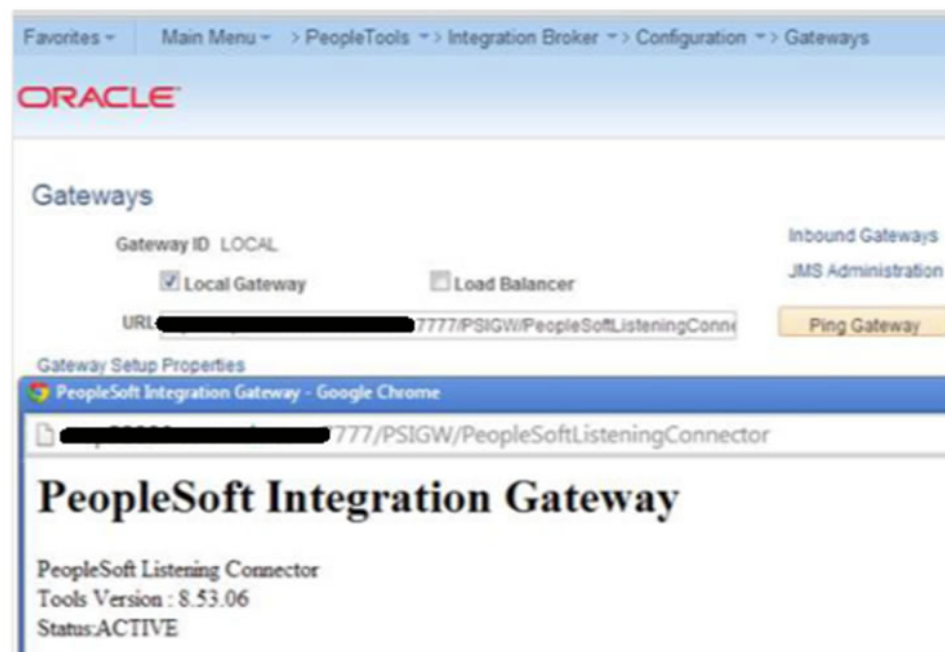 Favorites Main Menu > PeopleTools > Integration Broker > Configuration > Gateways
ORACLE
Gateways
Gateway ID LOCAL
Inbound Gateways
Local Gateway Load Balancer
JMS Administration
URL 7777/PSIGW/PeopleSoftListeningConne
Ping Gateway
Gateway Setup Properties
PeopleSoft Integration Gateway - Google Chrome
7777/PSIGW/PeopleSoftListeningConnector
PeopleSoft Integration Gateway
PeopleSoft Listening Connector
Tools Version : 8.53.06
Status:ACTIVE